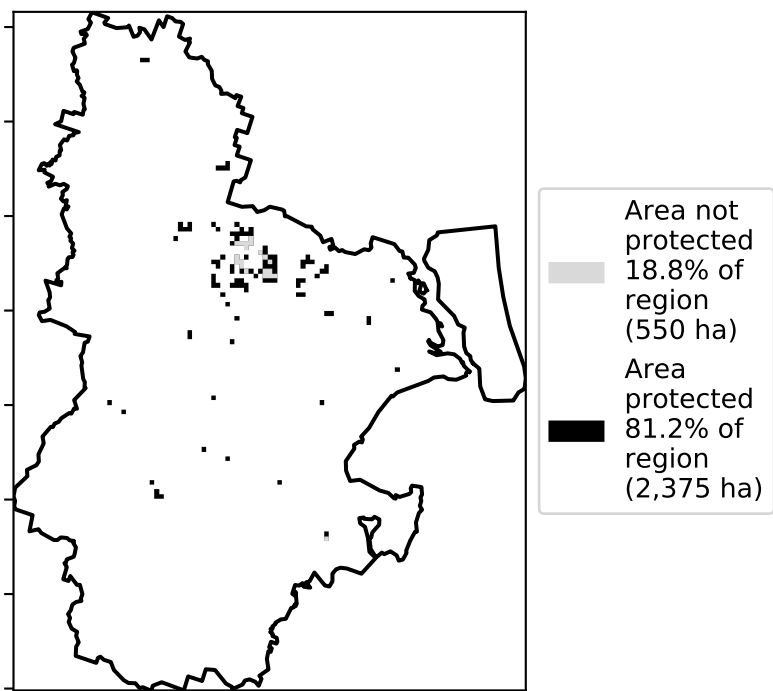 Area not
protected
18.8% of
region
(550 ha)
Area
protected
81.2% of
region
(2,375 ha)